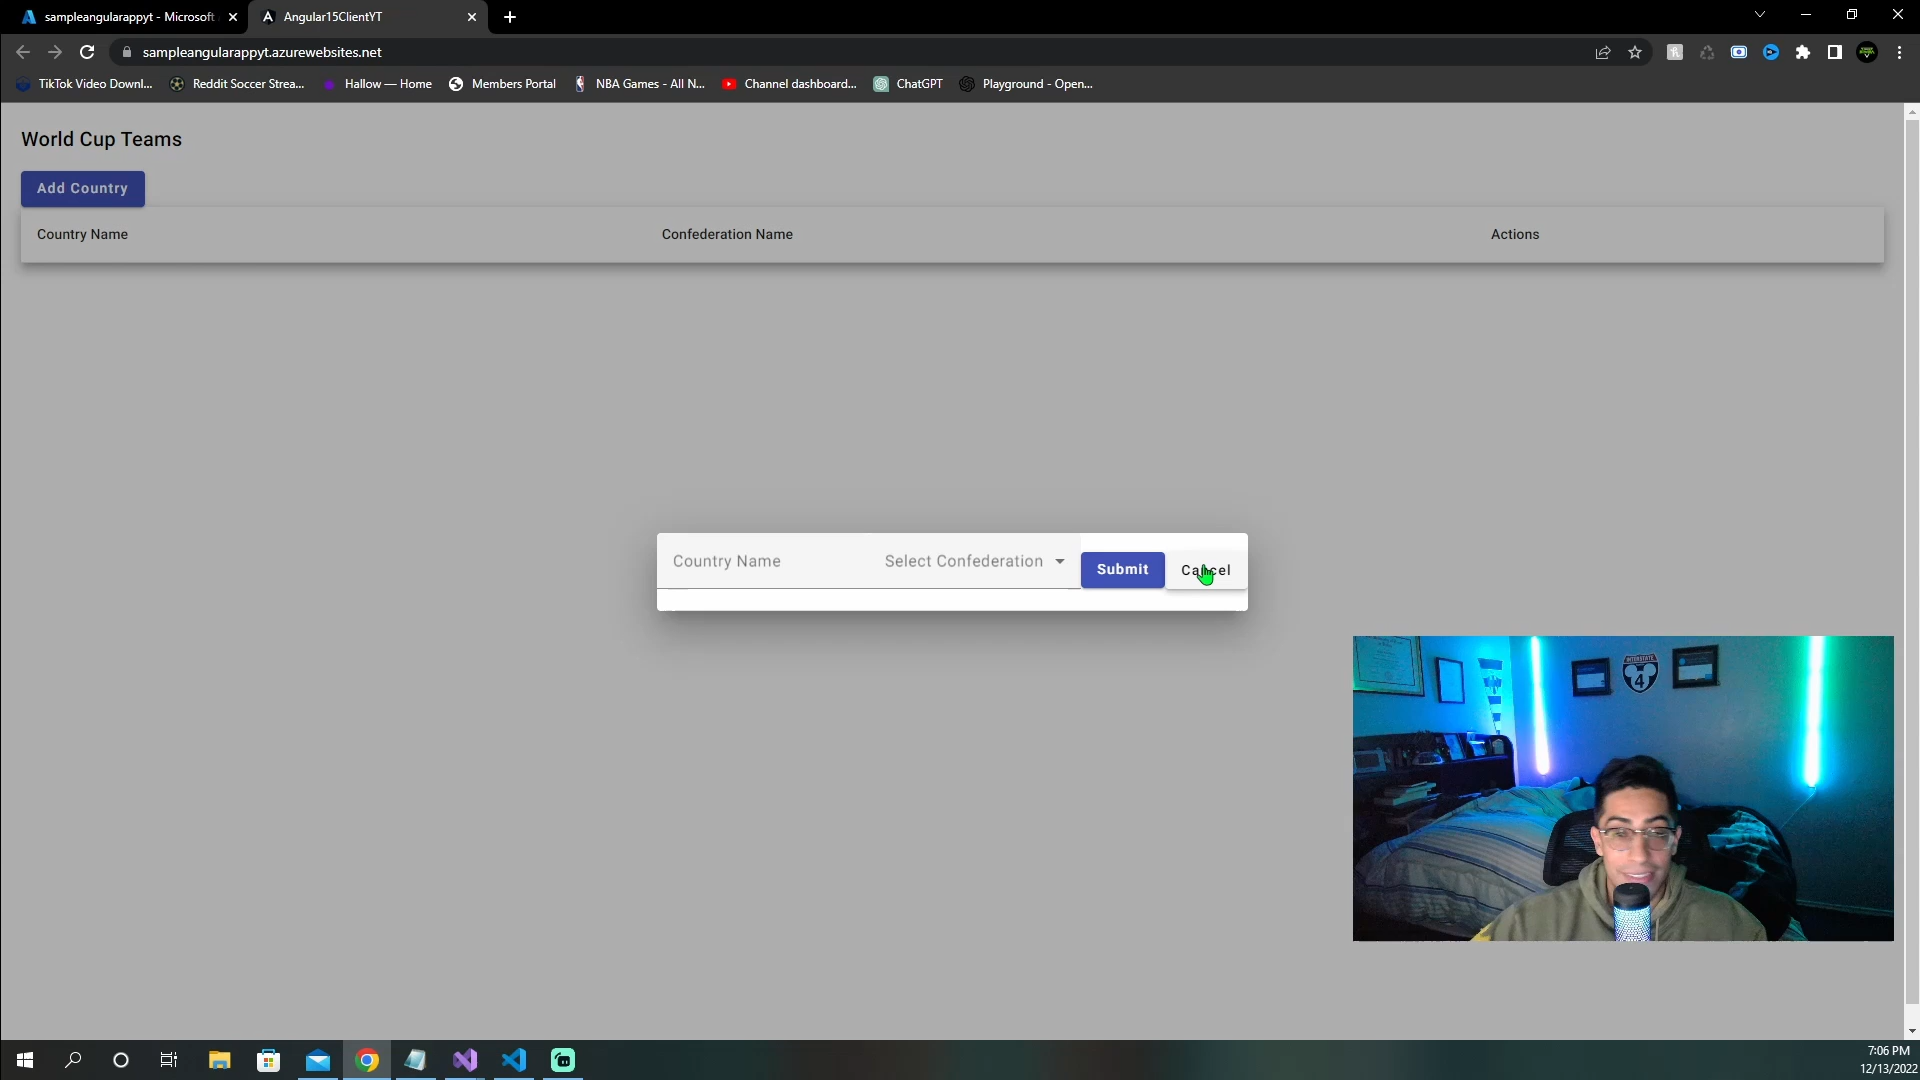 sampleangularappyt - Microsoft
Angular15ClientYT
sampleangularappyt.azurewebsites.net
TikTok Video Downl...
Reddit Soccer Strea...
Hallow — Home
Members Portal
NBA Games - All N...
Channel dashboard...
ChatGPT
Playground - Open...
World Cup Teams
Add Country
Country Name
Confederation Name
Actions
Country Name
Select Confederation
Submit
Cancel
INTERSTATE
4
7:06 PM
12/13/2022